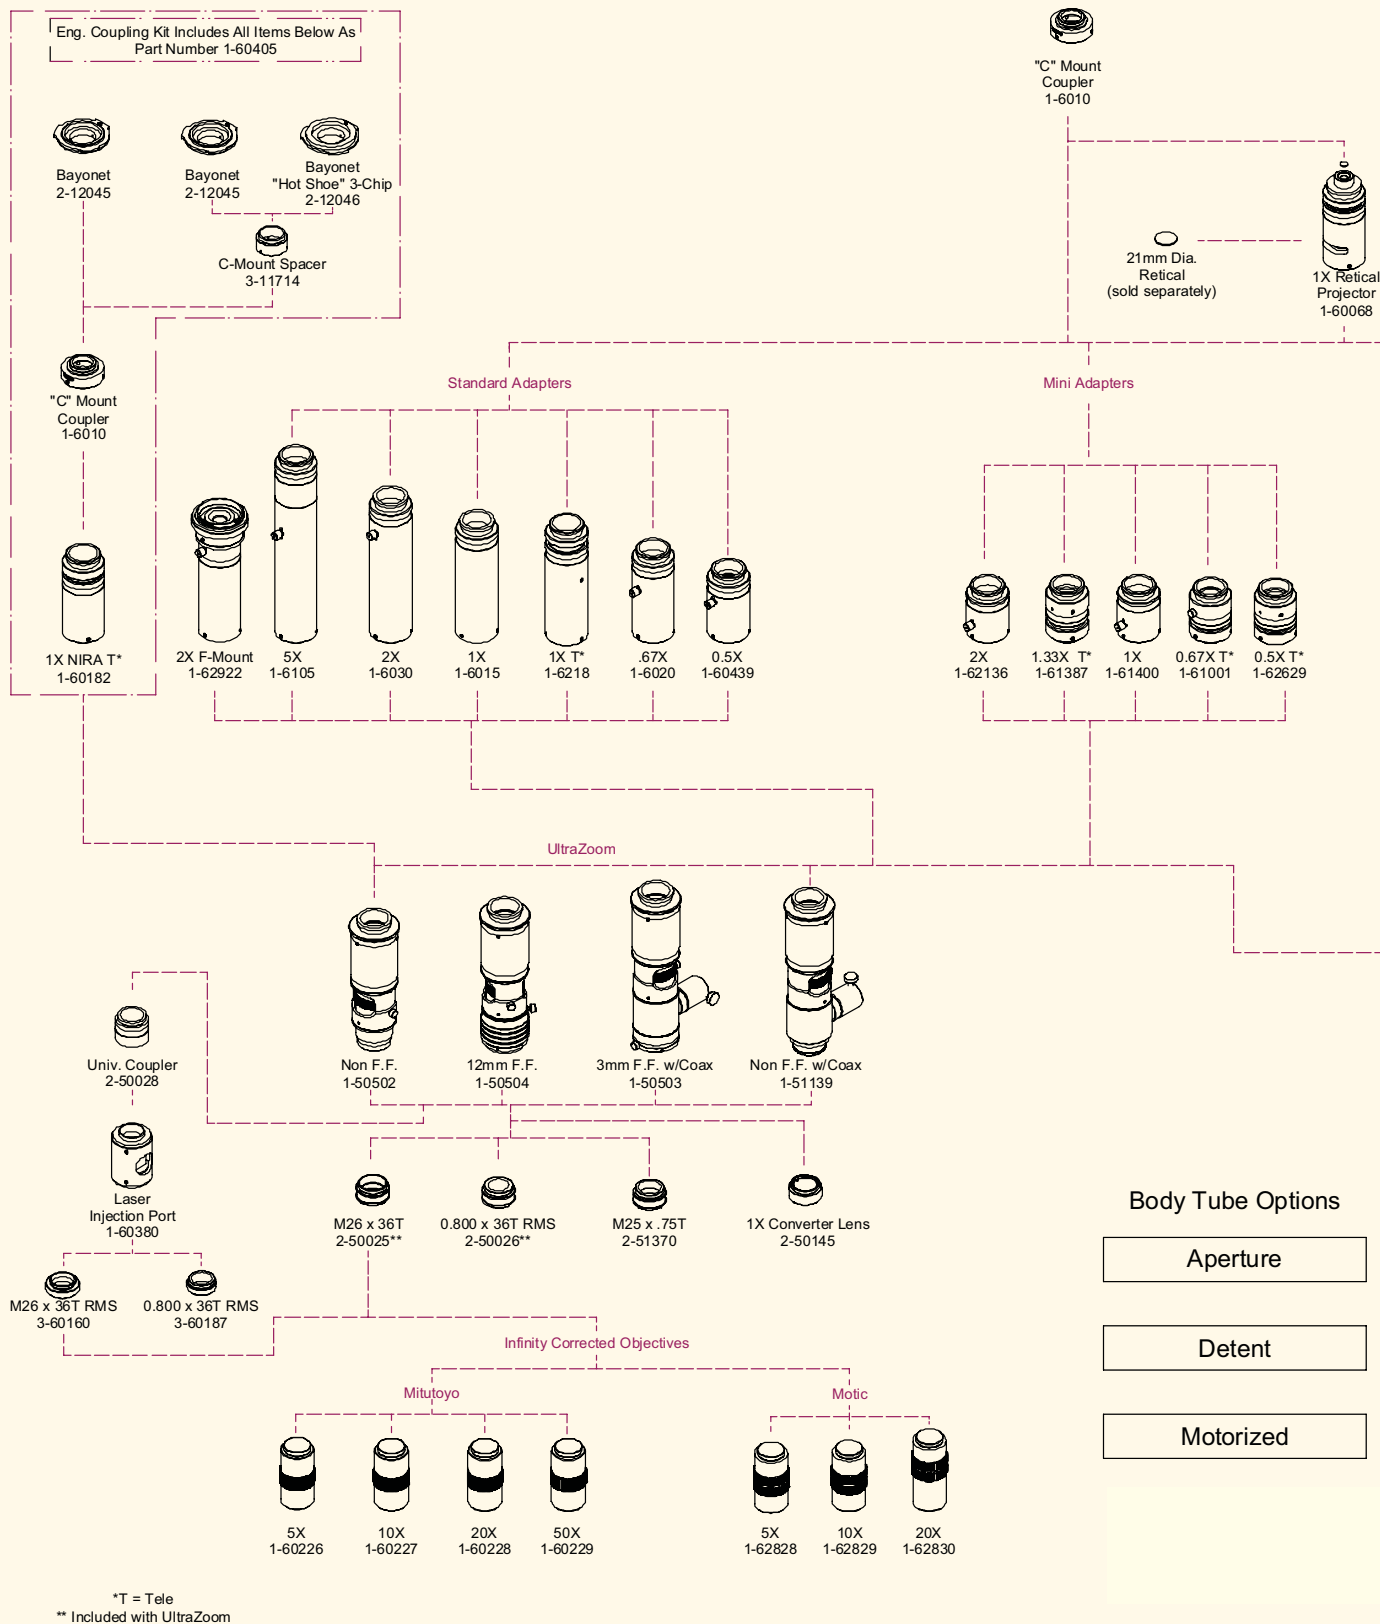 Eng. Coupling Kit Includes All Items Below As
Part Number 1-60405
"C" Mount
Coupler
1-6010
Bayonet
2-12045
Bayonet
2-12045
Bayonet
"Hot Shoe" 3-Chip
2-12046
C-Mount Spacer
3-11714
21mm Dia.
Retical
(sold separately)
1X Retical
Projector
1-60068
"C" Mount
Coupler
1-6010
Standard Adapters
Mini Adapters
1X NIRA T*
1-60182
2X F-Mount
1-62922
5X
1-6105
2X
1-6030
1X
1-6015
1X T*
1-6218
.67X
1-6020
0.5X
1-60439
2X
1-62136
1.33X T*
1-61387
1X
1-61400
0.67X T*
1-61001
0.5X T*
1-62629
UltraZoom
Univ. Coupler
2-50028
Non F.F.
1-50502
12mm F.F.
1-50504
3mm F.F. w/Coax
1-50503
Non F.F. w/Coax
1-51139
Laser
Injection Port
1-60380
M26 x 36T
2-50025**
0.800 x 36T RMS
2-50026**
M25 x .75T
2-51370
1X Converter Lens
2-50145
M26 x 36T RMS
3-60160
0.800 x 36T RMS
3-60187
Body Tube Options
Aperture
Detent
Motorized
Infinity Corrected Objectives
Mitutoyo
Motic
5X
1-60226
10X
1-60227
20X
1-60228
50X
1-60229
5X
1-62828
10X
1-62829
20X
1-62830
*T = Tele
** Included with UltraZoom